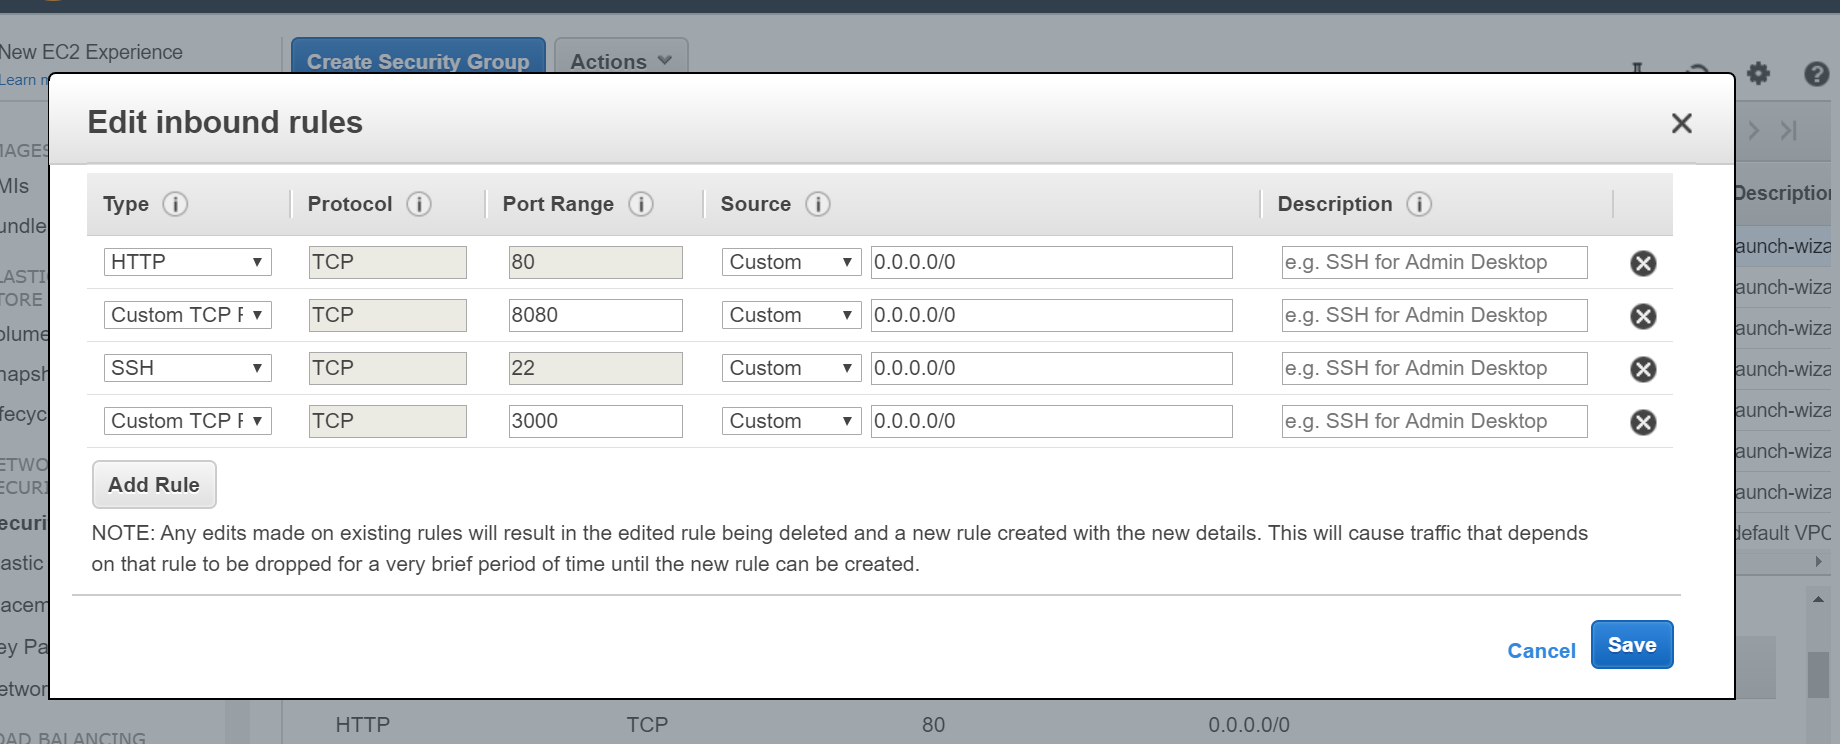 New EC2 Experience
Learn
Create Security Group
Actions
Edit inbound rules
Type Protocol Port Range Source Description
HTTP TCP 80 Custom 0.0.0.0/0 e.g. SSH for Admin Desktop
Custom TCP TCP 8080 Custom 0.0.0.0/0 e.g. SSH for Admin Desktop
SSH TCP 22 Custom 0.0.0.0/0 e.g. SSH for Admin Desktop
Custom TCP TCP 3000 Custom 0.0.0.0/0 e.g. SSH for Admin Desktop
Add Rule
NOTE: Any edits made on existing rules will result in the edited rule being deleted and a new rule created with the new details. This will cause traffic that depends
on that rule to be dropped for a very brief period of time until the new rule can be created.
Cancel Save
AGES
MIs
undle
LASTIC
TORE
olume
napsh
fecyc
ETWO
ECURI
ecuri
astic
acem
ey Pa
etwor
OAD BALANCING
Description
aunch-wiza
aunch-wiza
aunch-wiza
aunch-wiza
aunch-wiza
aunch-wiza
aunch-wiza
default VPC
HTTP TCP 80 0.0.0.0/0